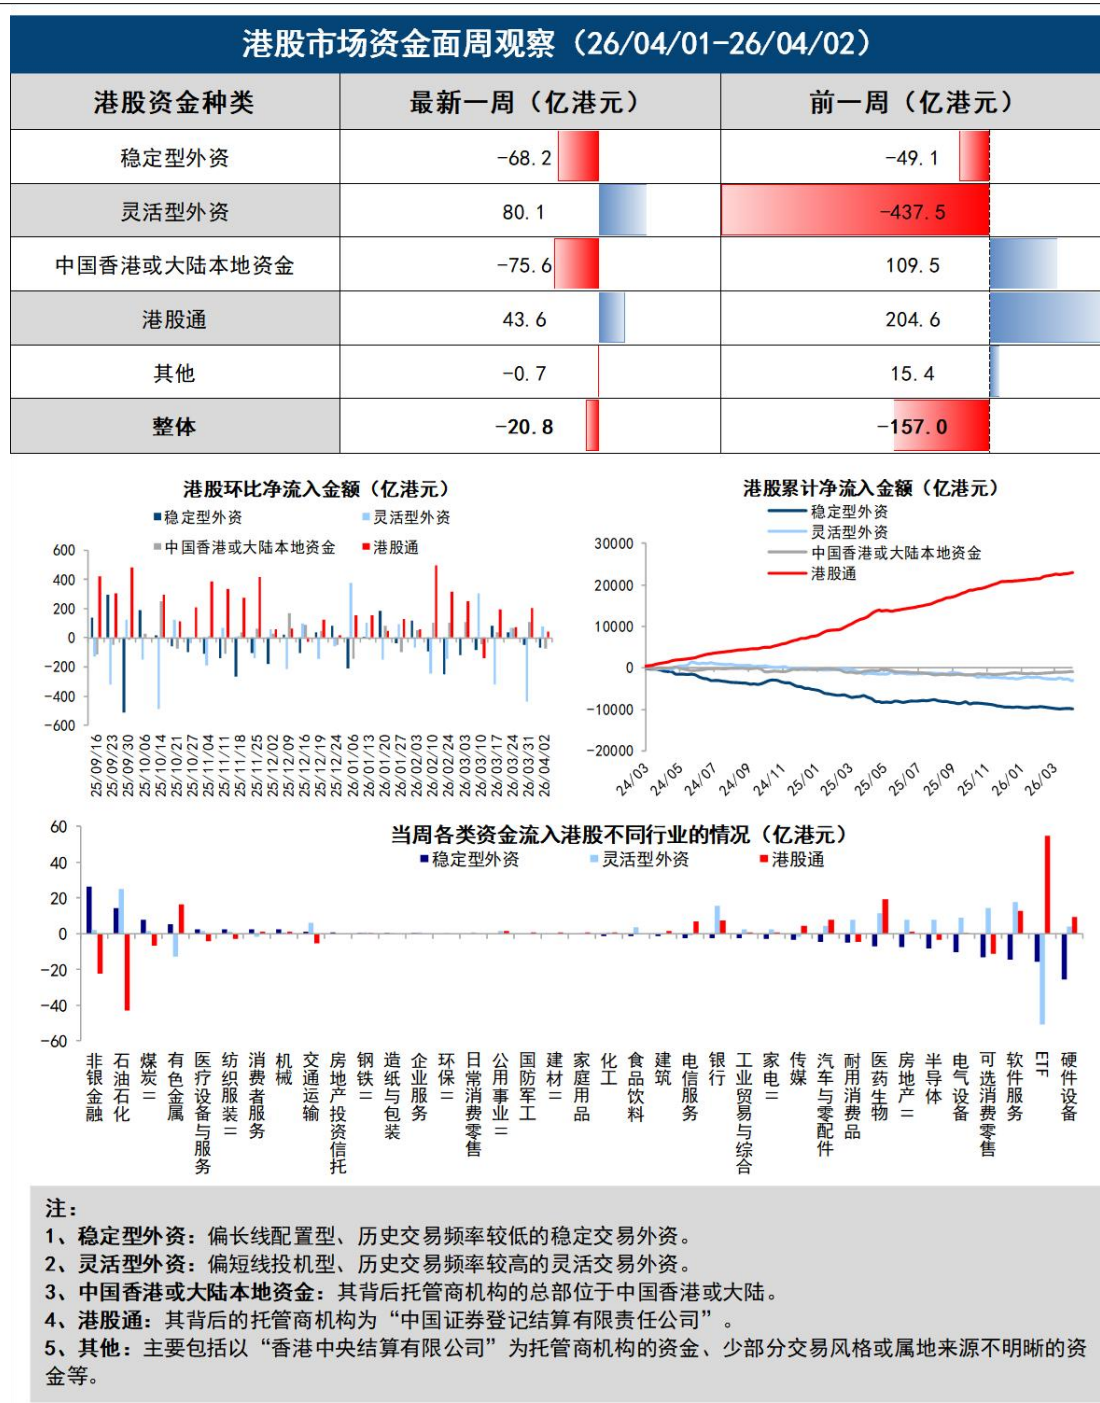 港股市场资金面周观察（26/04/01-26/04/02）
港股资金种类 最新一周（亿港元） 前一周（亿港元）
稳定型外资 -68.2 -49.1
灵活型外资 80.1 -437.5
中国香港或大陆本地资金 -75.6 109.5
港股通 43.6 204.6
其他 -0.7 15.4
整体 -20.8 -157.0
港股环比净流入金额（亿港元）
稳定型外资 灵活型外资
中国香港或大陆本地资金 港股通
600
400
200
0
-200
-400
-600
25/09/16
25/09/23
25/09/30
25/10/06
25/10/14
25/10/21
25/10/27
25/11/04
25/11/11
25/11/18
25/11/25
25/12/02
25/12/09
25/12/16
25/12/19
25/12/24
26/01/06
26/01/13
26/01/20
26/01/27
26/02/03
26/02/10
26/02/24
26/03/03
26/03/10
26/03/17
26/03/24
26/03/31
26/04/02
港股累计净流入金额（亿港元）
稳定型外资
灵活型外资
中国香港或大陆本地资金
港股通
30000
20000
10000
0
-10000
-20000
24/03
24/05
24/07
24/09
24/11
25/01
25/03
25/05
25/07
25/09
25/11
26/01
26/03
当周各类资金流入港股不同行业的情况（亿港元）
稳定型外资 灵活型外资 港股通
60
40
20
0
-20
-40
-60
非银金融
石油石化
煤炭Ⅱ
有色金属
医疗设备与服务
纺织服装Ⅱ
消费者服务
机械
交通运输
房地产投资信托
钢铁Ⅱ
造纸与包装
企业服务
环保Ⅱ
日常消费零售
公用事业Ⅱ
国防军工
建材Ⅱ
家庭用品
化工
食品饮料
建筑
电信服务
银行
工业贸易与综合
家电Ⅱ
传媒
汽车与零配件
耐用消费品
医药生物
房地产Ⅱ
半导体
电气设备
可选消费零售
软件服务
ETF
硬件设备
注：
1、稳定型外资：偏长线配置型、历史交易频率较低的稳定交易外资。
2、灵活型外资：偏短线投机型、历史交易频率较高的灵活交易外资。
3、中国香港或大陆本地资金：其背后托管商机构的总部位于中国香港或大陆。
4、港股通：其背后的托管商机构为“中国证券登记结算有限责任公司”。
5、其他：主要包括以“香港中央结算有限公司”为托管商机构的资金、少部分交易风格或属地来源不明晰的资
金等。